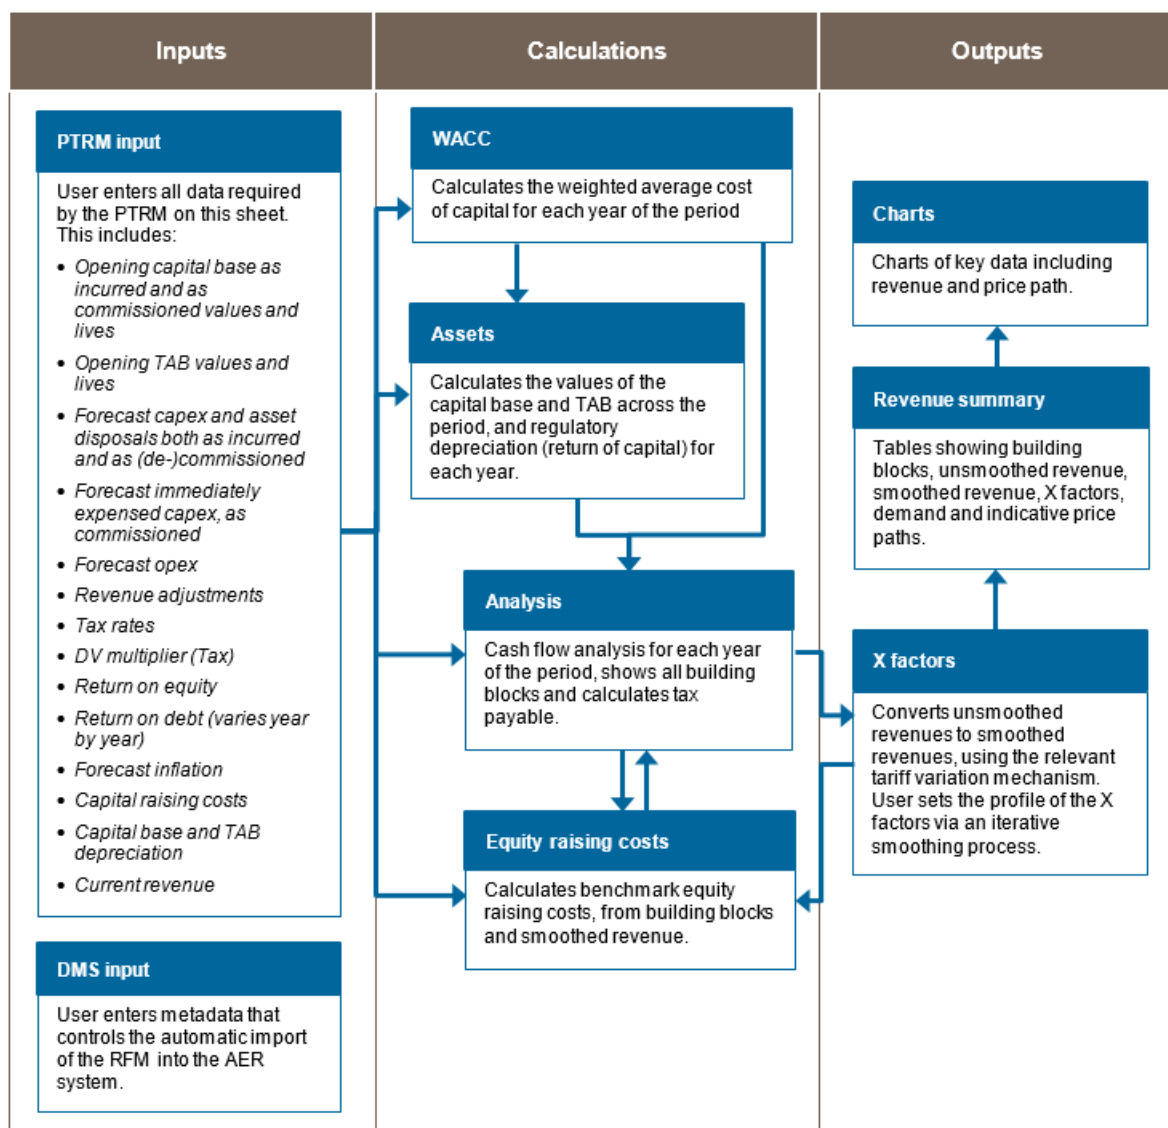 Inputs
Calculations
Outputs
PTRM input
User enters all data required
by the PTRM on this sheet.
This includes:
• Opening capital base as
incurred and as
commissioned values and
lives
• Opening TAB values and
lives
• Forecast capex and asset
disposals both as incurred
and as (de-)commissioned
• Forecast immediately
expensed capex, as
commissioned
• Forecast opex
• Revenue adjustments
• Tax rates
• DV multiplier (Tax)
• Return on equity
• Return on debt (varies year
by year)
• Forecast inflation
• Capital raising costs
• Capital base and TAB
depreciation
• Current revenue
DMS input
User enters metadata that
controls the automatic import
of the RFM into the AER
system.
WACC
Calculates the weighted average cost
of capital for each year of the period
Assets
Calculates the values of the
capital base and TAB across the
period, and regulatory
depreciation (return of capital) for
each year.
Analysis
Cash flow analysis for each year
of the period, shows all building
blocks and calculates tax
payable.
Equity raising costs
Calculates benchmark equity
raising costs, from building blocks
and smoothed revenue.
Charts
Charts of key data including
revenue and price path.
Revenue summary
Tables showing building
blocks, unsmoothed revenue,
smoothed revenue, X factors,
demand and indicative price
paths.
X factors
Converts unsmoothed
revenues to smoothed
revenues, using the relevant
tariff variation mechanism.
User sets the profile of the X
factors via an iterative
smoothing process.